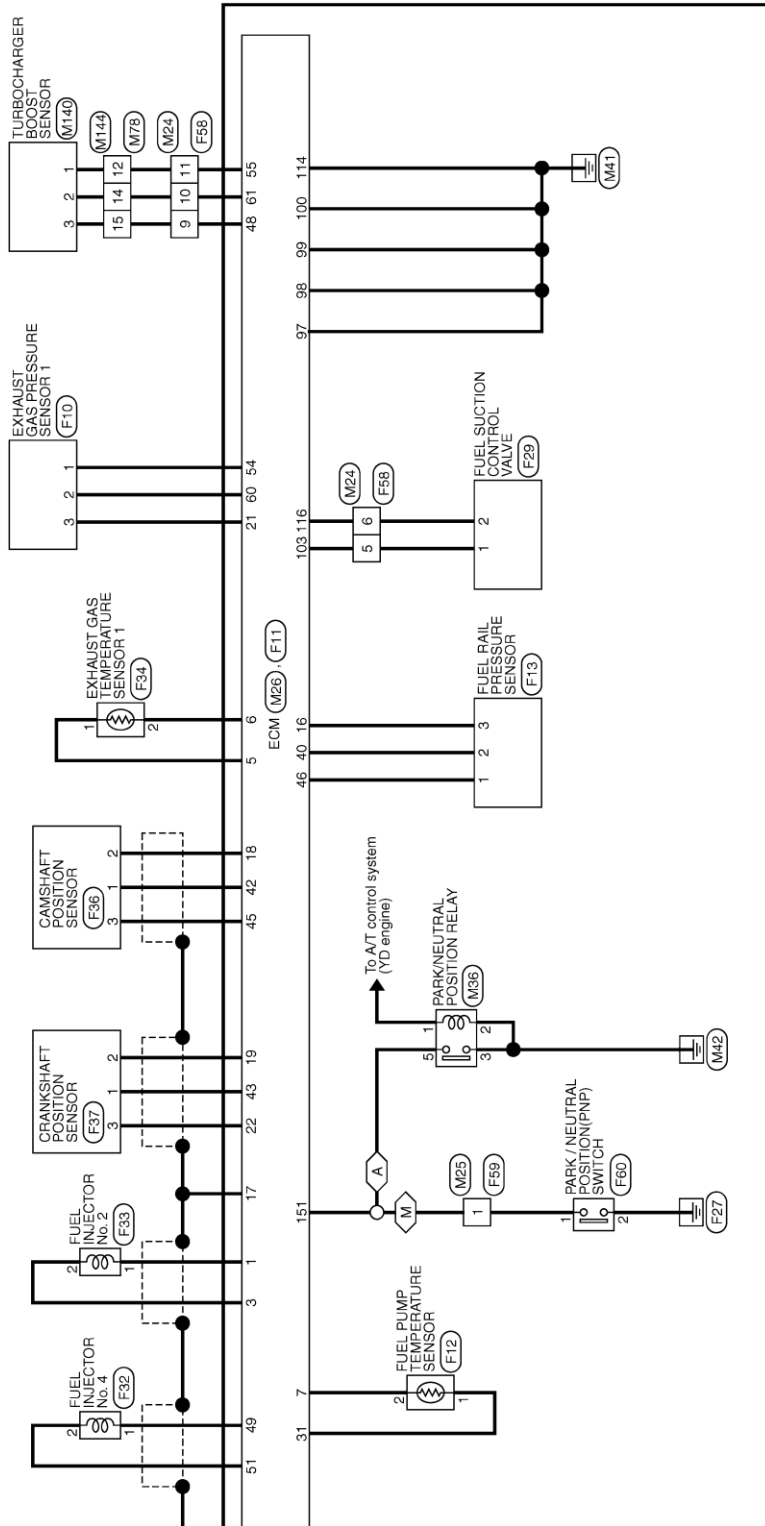 FUEL
INJECTOR
No. 4
F32
2
1
51
49
FUEL
INJECTOR
No. 2
F33
2
1
3
1
17
CRANKSHAFT
POSITION
SENSOR
F37
3
1
2
22
43
19
CAMSHAFT
POSITION
SENSOR
F36
3
1
2
45
42
18
EXHAUST GAS
TEMPERATURE
SENSOR 1
F34
1
2
5
6
EXHAUST
GAS PRESSURE
SENSOR 1
F10
3
2
1
21
60
54
TURBOCHARGER
BOOST
SENSOR
M140
3
2
1
M144
15
14
12
M78
M24
9
10
11
F58
48
61
55
ECM M26 , F11
31
7
FUEL PUMP
TEMPERATURE
SENSOR
F12
2
1
151
A
M
M25
1
F59
PARK / NEUTRAL
POSITION(PNP)
SWITCH
F60
1
2
F27
To A/T control system
(YD engine)
PARK/NEUTRAL
POSITION RELAY
M36
5
1
3
2
M42
46
40
16
1
2
3
FUEL RAIL
PRESSURE
SENSOR
F13
103
116
M24
5
6
F58
1
2
FUEL SUCTION
CONTROL
VALVE
F29
97
98
99
100
114
M41